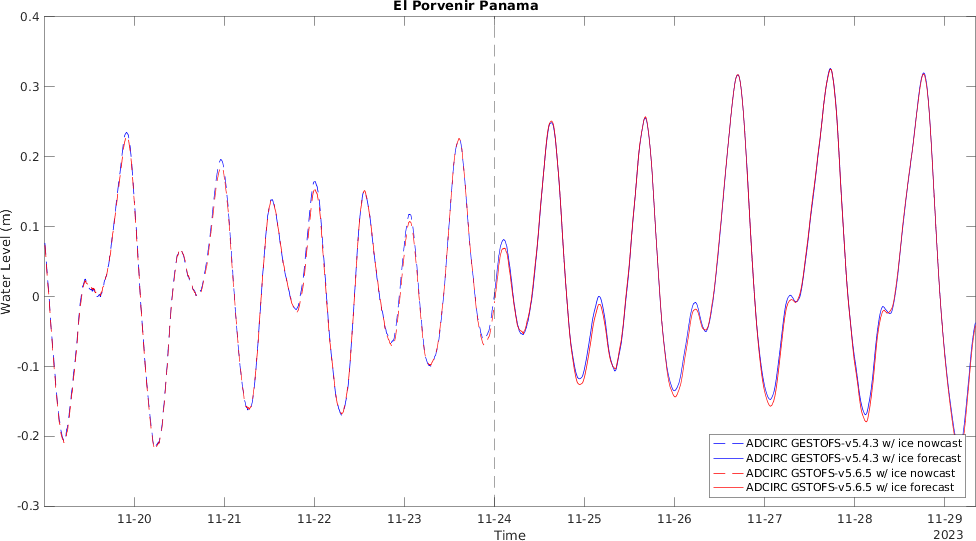 El Porvenir Panama
0.4
0.3
0.2
0.1
0
-0.1
-0.2
-0.3
Water Level (m)
11-20 11-21 11-22 11-23 11-24 11-25 11-26 11-27 11-28 11-29
2023
Time
ADCIRC GESTOFS-v5.4.3 w/ ice nowcast
ADCIRC GESTOFS-v5.4.3 w/ ice forecast
ADCIRC GSTOFS-v5.6.5 w/ ice nowcast
ADCIRC GSTOFS-v5.6.5 w/ ice forecast